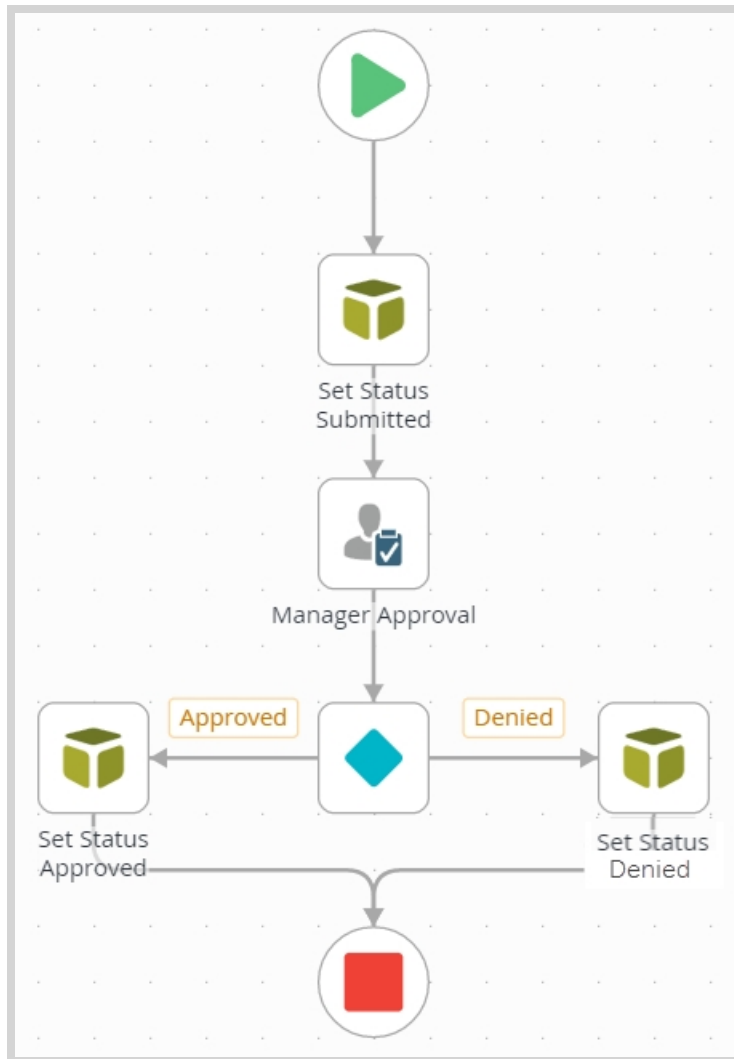 Set Status
Submitted
Manager Approval
Approved
Denied
Set Status
Approved
Set Status
Denied